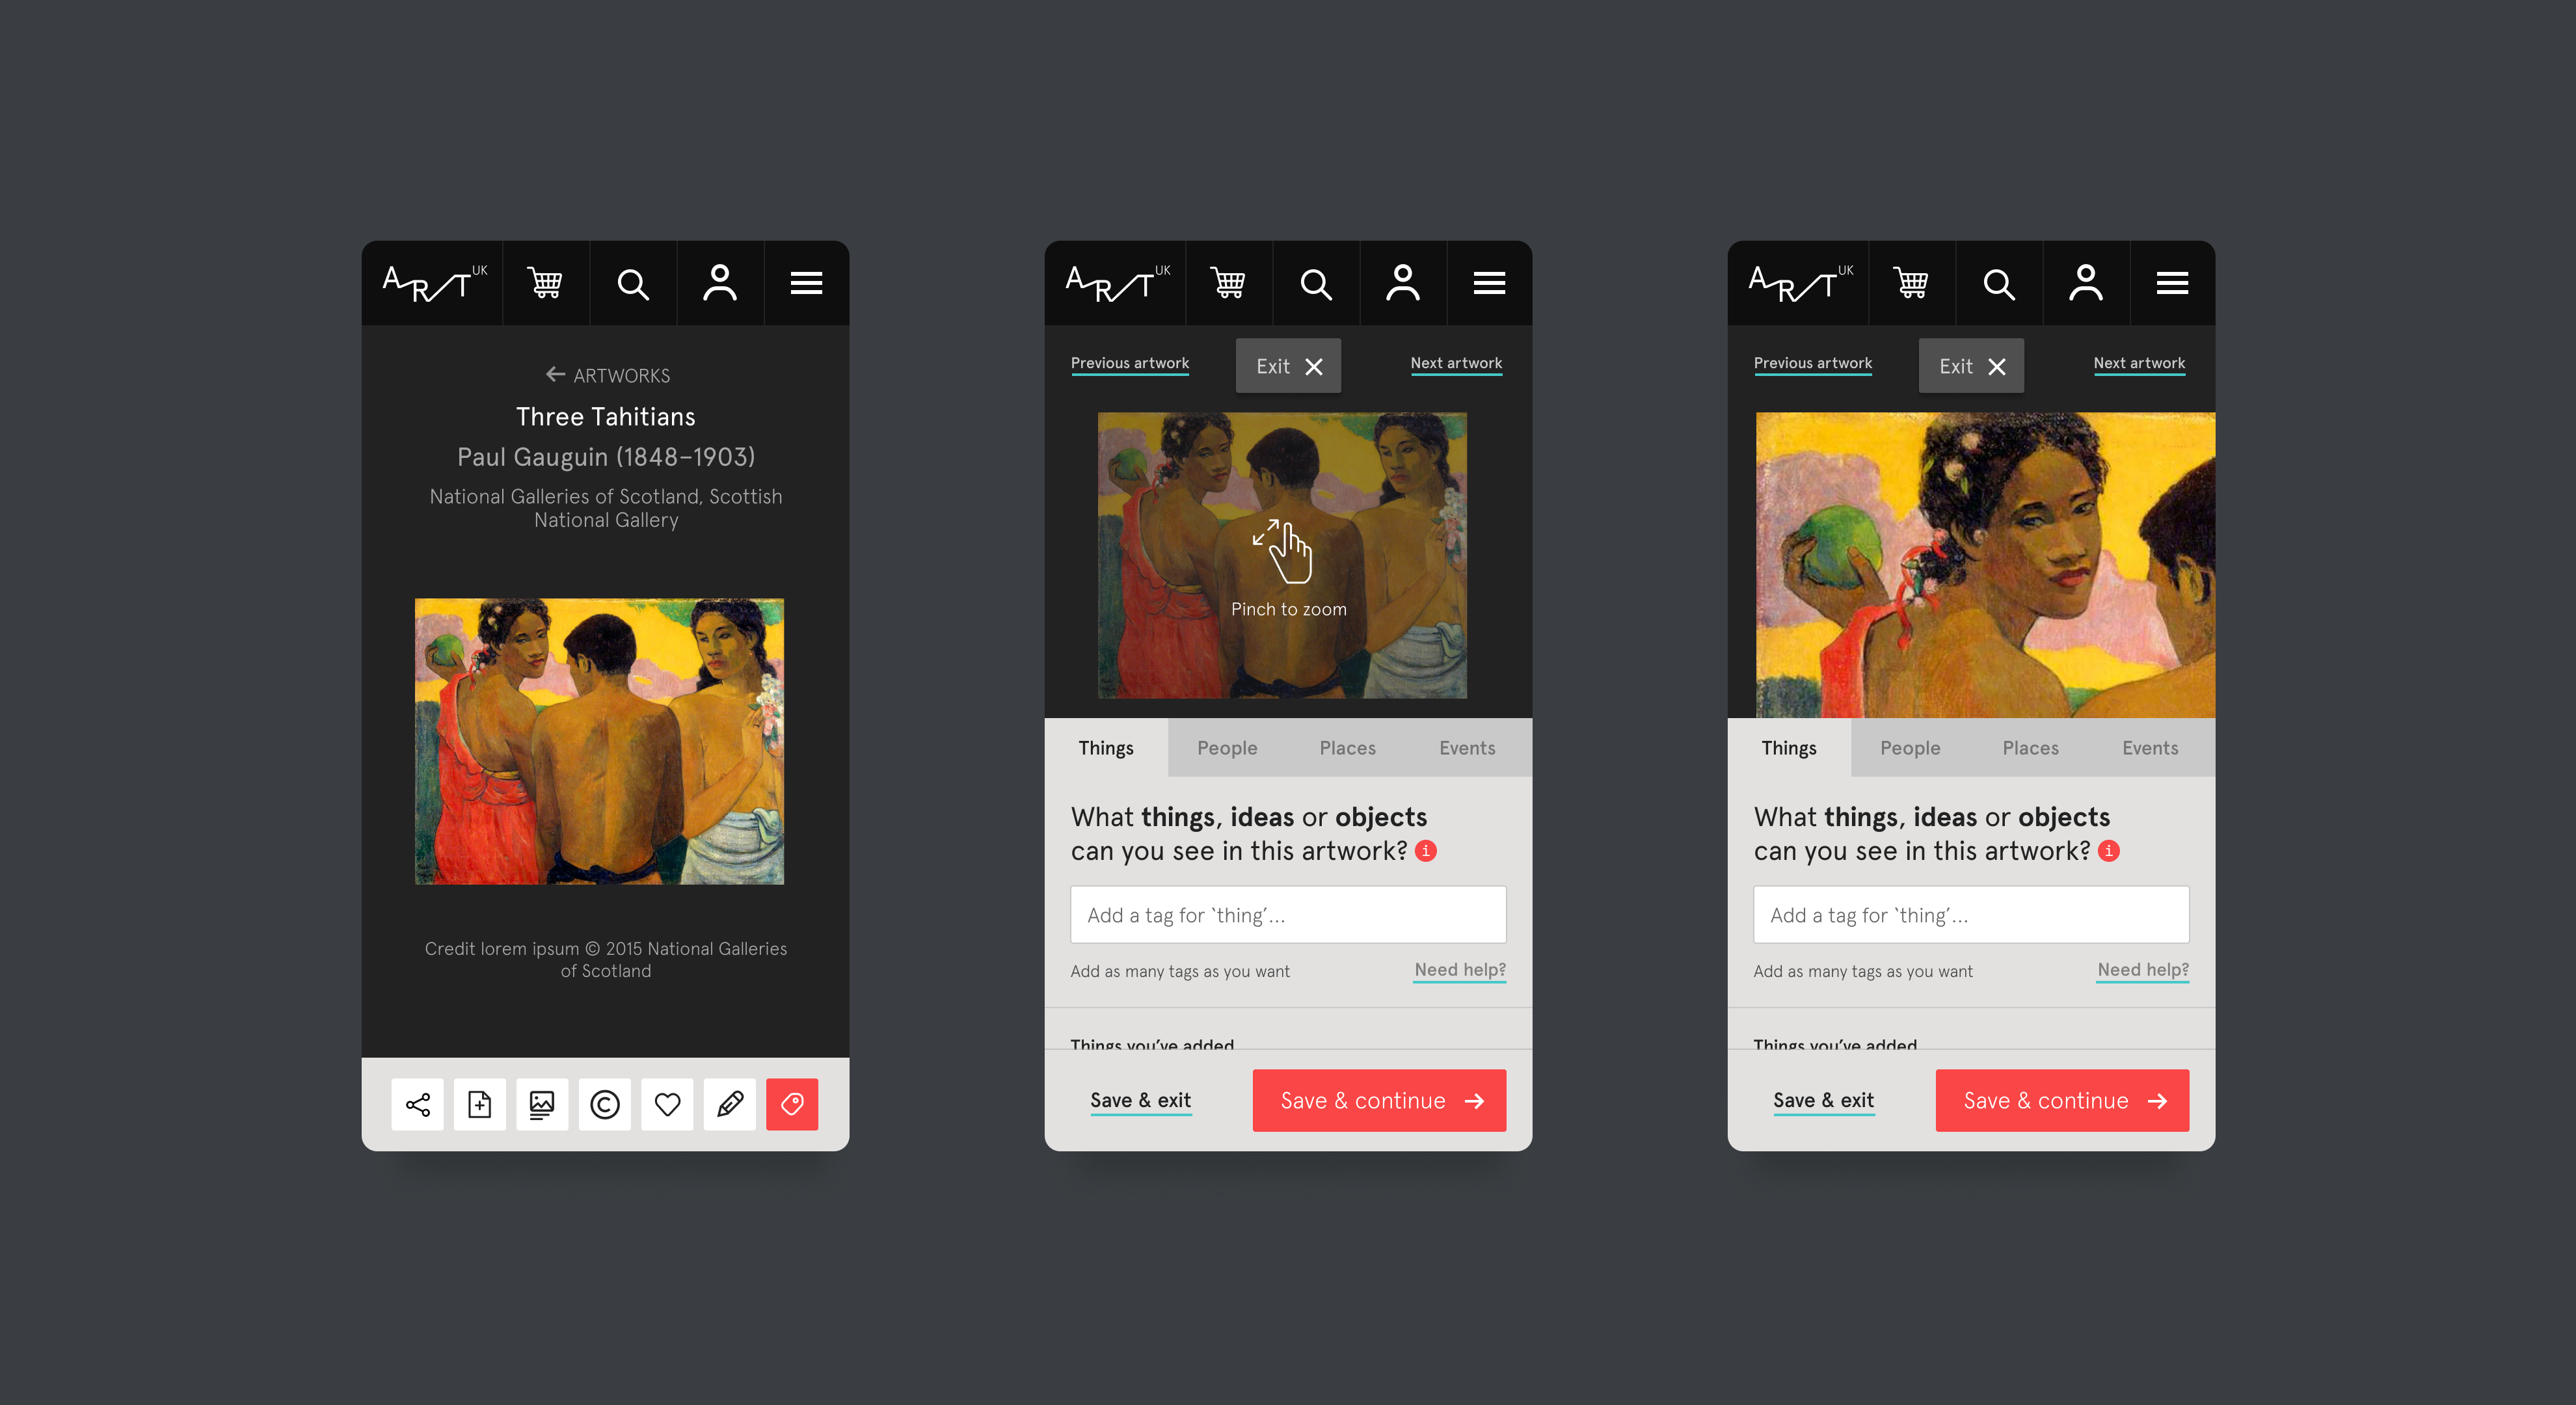 ART UK
← ARTWORKS
Three Tahitians
Paul Gauguin (1848–1903)
National Galleries of Scotland, Scottish
National Gallery
Credit lorem ipsum © 2015 National Galleries
of Scotland
ART UK
Previous artwork
Exit
Next artwork
Pinch to zoom
Things
People
Places
Events
What things, ideas or objects
can you see in this artwork? i
Add a tag for ‘thing’...
Add as many tags as you want
Need help?
Things you’ve added
Save & exit
Save & continue →
ART UK
Previous artwork
Exit
Next artwork
Things
People
Places
Events
What things, ideas or objects
can you see in this artwork? i
Add a tag for ‘thing’...
Add as many tags as you want
Need help?
Things you’ve added
Save & exit
Save & continue →